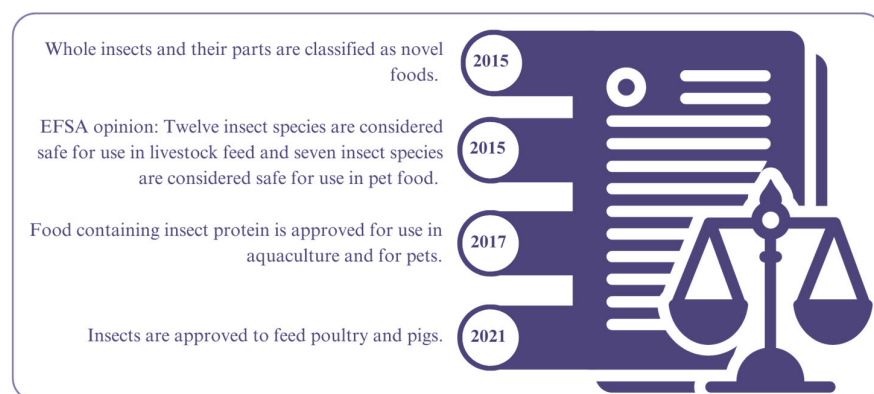 Whole insects and their parts are classified as novel
foods.
2015
EFSA opinion: Twelve insect species are considered
safe for use in livestock feed and seven insect species
are considered safe for use in pet food.
2015
Food containing insect protein is approved for use in
aquaculture and for pets.
2017
Insects are approved to feed poultry and pigs.
2021